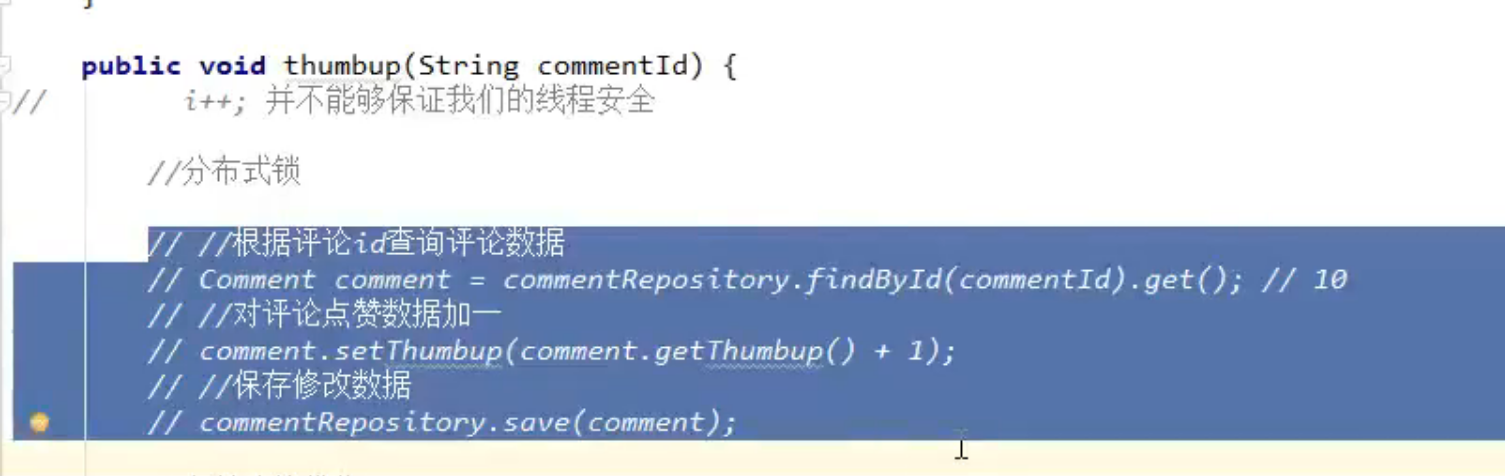 }
public void thumbup(String commentId) {
// i++; 并不能够保证我们的线程安全
//分布式锁
// //根据评论id查询评论数据
// Comment comment = commentRepository.findById(commentId).get(); // 10
// //对评论点赞数据加一
// comment.setThumbup(comment.getThumbup() + 1);
// //保存修改数据
// commentRepository.save(comment);